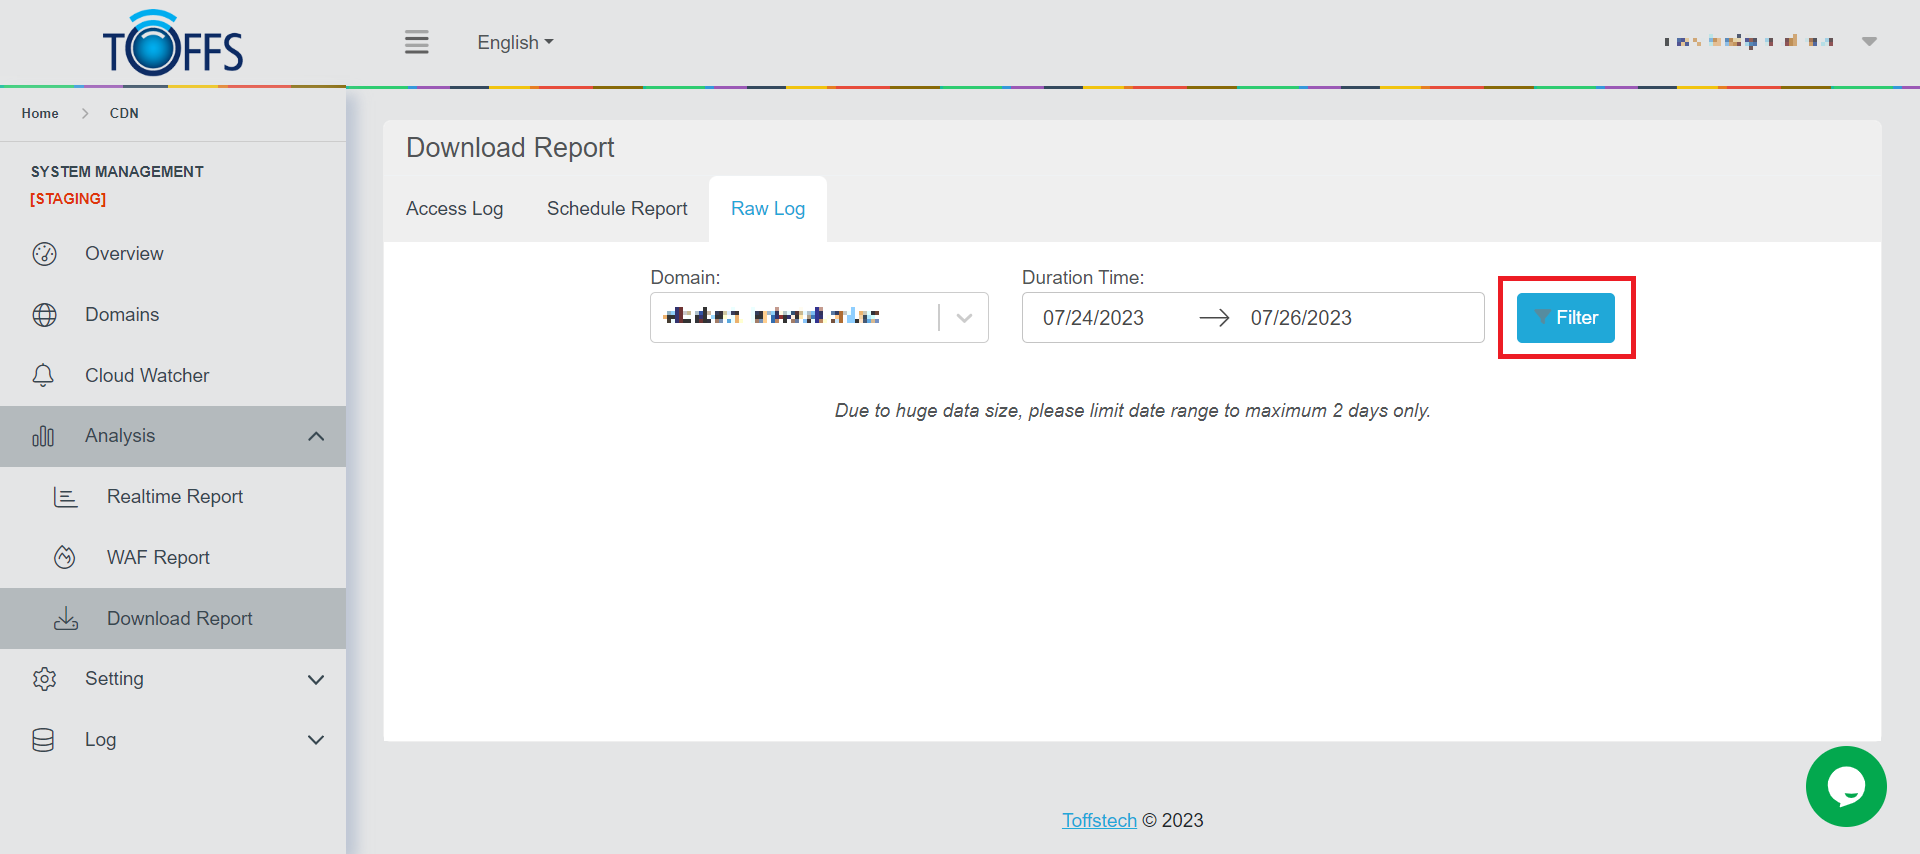 TOFFS
English
Home > CDN
SYSTEM MANAGEMENT
[STAGING]
Overview
Domains
Cloud Watcher
Analysis
Realtime Report
WAF Report
Download Report
Setting
Log
Download Report
Access Log
Schedule Report
Raw Log
Domain:
Duration Time:
07/24/2023 → 07/26/2023
Filter
Due to huge data size, please limit date range to maximum 2 days only.
Toffstech © 2023